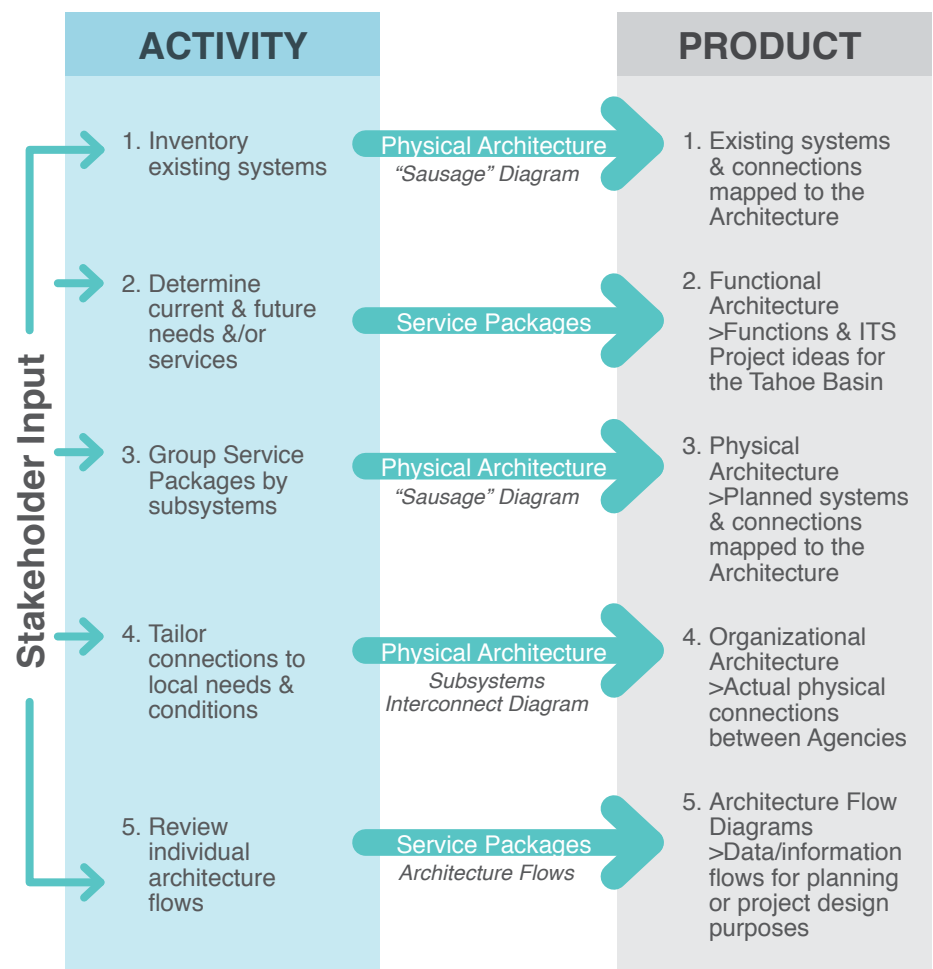 ACTIVITY
PRODUCT
Stakeholder Input
1. Inventory
existing systems
Physical Architecture
“Sausage” Diagram
1. Existing systems
& connections
mapped to the
Architecture
2. Determine
current & future
needs &/or
services
Service Packages
2. Functional
Architecture
>Functions & ITS
Project ideas for
the Tahoe Basin
3. Group Service
Packages by
subsystems
Physical Architecture
“Sausage” Diagram
3. Physical
Architecture
>Planned systems
& connections
mapped to the
Architecture
4. Tailor
connections to
local needs &
conditions
Physical Architecture
Subsystems
Interconnect Diagram
4. Organizational
Architecture
>Actual physical
connections
between Agencies
5. Review
individual
architecture
flows
Service Packages
Architecture Flows
5. Architecture Flow
Diagrams
>Data/information
flows for planning
or project design
purposes